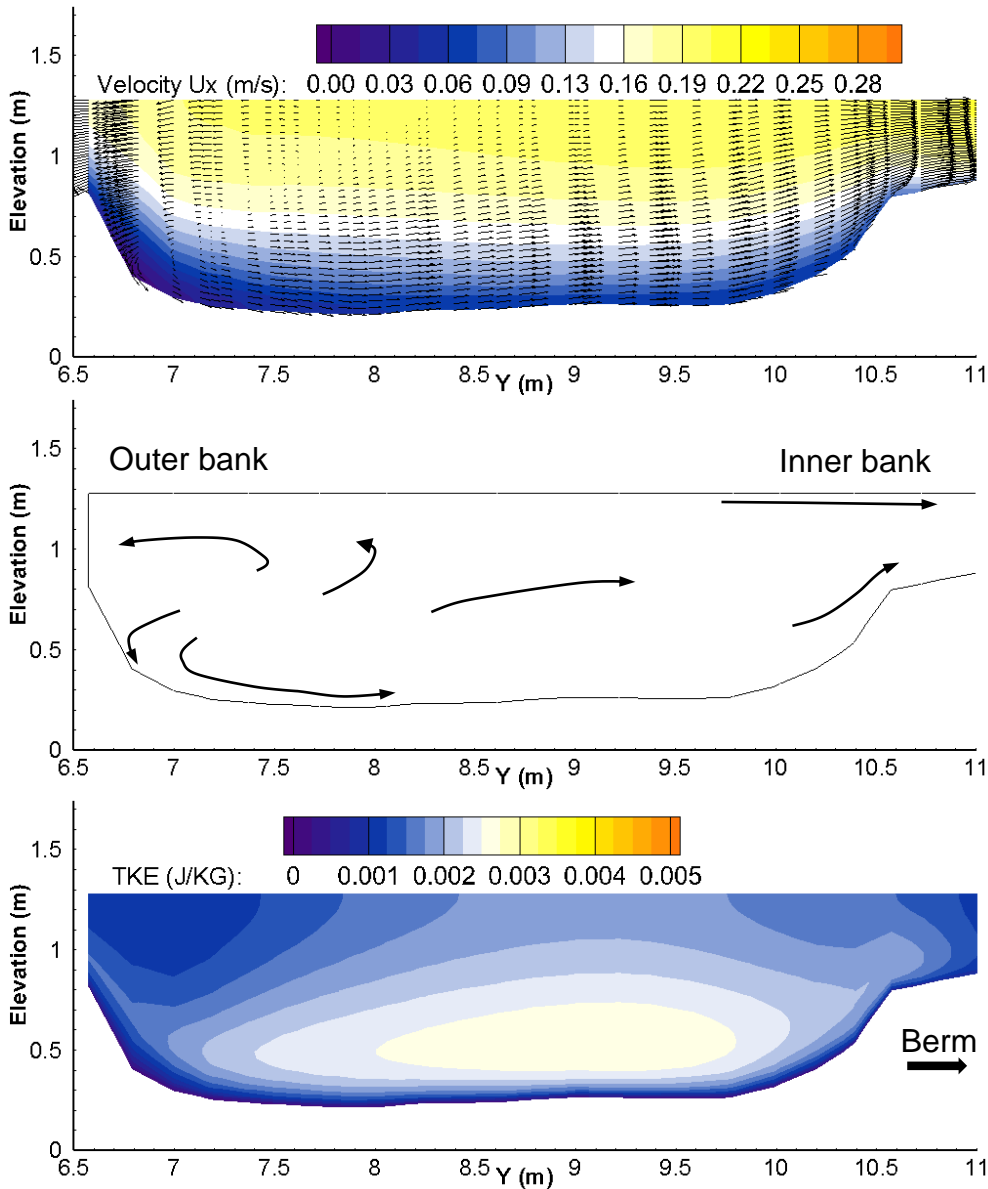 1.5
Velocity Ux (m/s): 0.00 0.03 0.06 0.09 0.13 0.16 0.19 0.22 0.25 0.28
Elevation (m)
1
0.5
0
6.5 7 7.5 8 8.5 9 9.5 10 10.5 11
Y (m)
1.5
Outer bank Inner bank
Elevation (m)
1
0.5
0
6.5 7 7.5 8 8.5 9 9.5 10 10.5 11
Y (m)
1.5
TKE (J/KG): 0 0.001 0.002 0.003 0.004 0.005
Elevation (m)
1
0.5
Berm
0
6.5 7 7.5 8 8.5 9 9.5 10 10.5 11
Y (m)